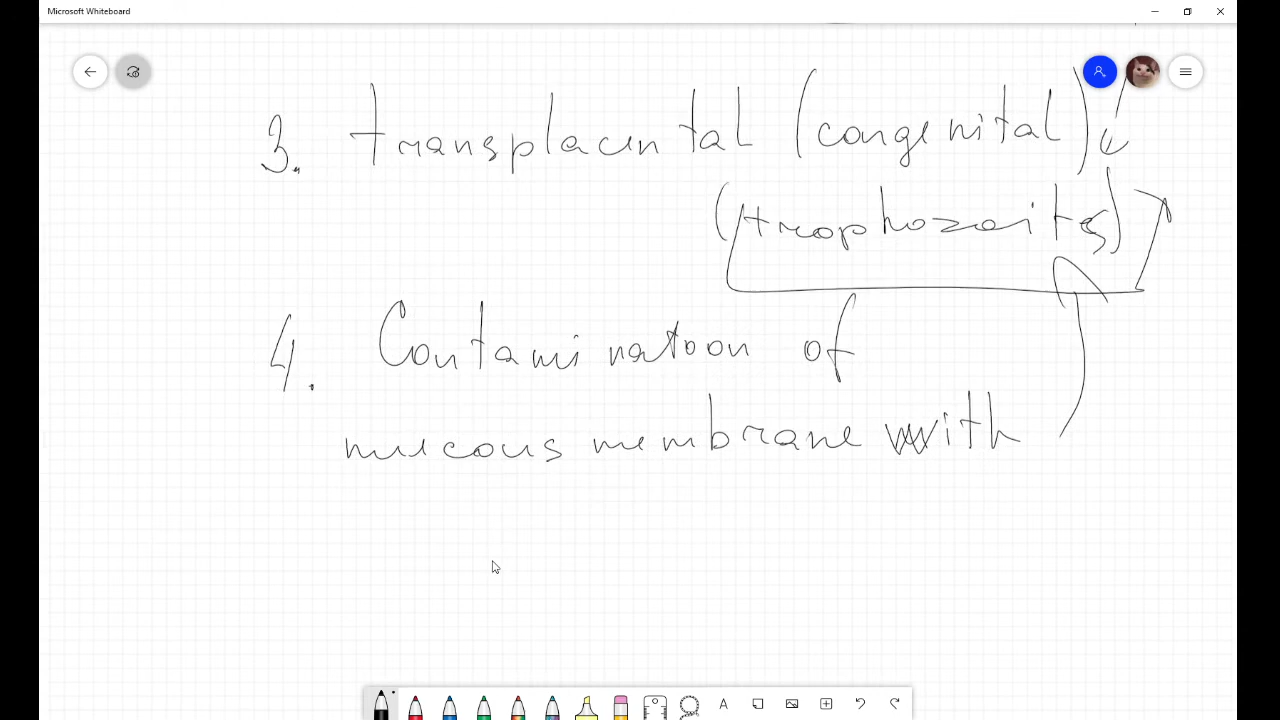 Microsoft Whiteboard
3. transplacental (congenital)
(trophozoites)
4. Contamination of
mucous membrane with
A